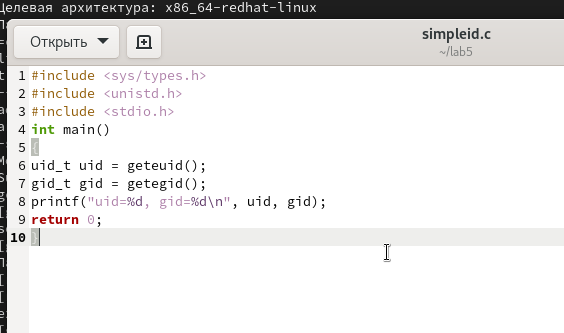 Целевая архитектура: x86_64-redhat-linux
Открыть
simpleid.c
~/lab5
1 #include <sys/types.h>
2 #include <unistd.h>
3 #include <stdio.h>
4 int main()
5 {
6 uid_t uid = geteuid();
7 gid_t gid = getegid();
8 printf("uid=%d, gid=%d\n", uid, gid);
9 return 0;
10 }